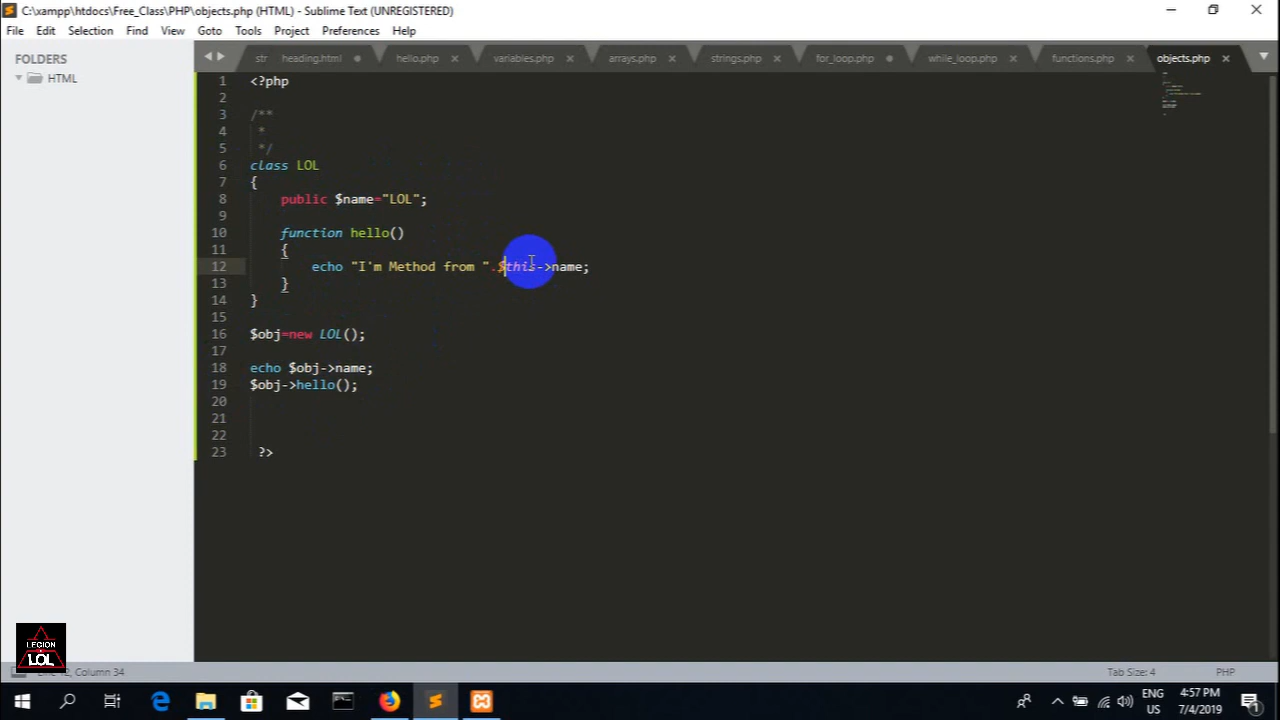 C:\xampp\htdocs\Free_Class\PHP\objects.php (HTML) - Sublime Text (UNREGISTERED)
File Edit Selection Find View Goto Tools Project Preferences Help
FOLDERS
HTML
str heading.html hello.php variables.php arrays.php strings.php for_loop.php while_loop.php functions.php objects.php
1 <?php
2
3 /**
4 *
5 */
6 class LOL
7 {
8 public $name="LOL";
9
10 function hello()
11 {
12 echo "I'm Method from ".$this->name;
13 }
14 }
15
16 $obj=new LOL();
17
18 echo $obj->name;
19 $obj->hello();
20
21
22
23 ?>
LEGION
LOL
Column 34 Tab Size: 4 PHP
ENG 4:57 PM
US 7/4/2019
1